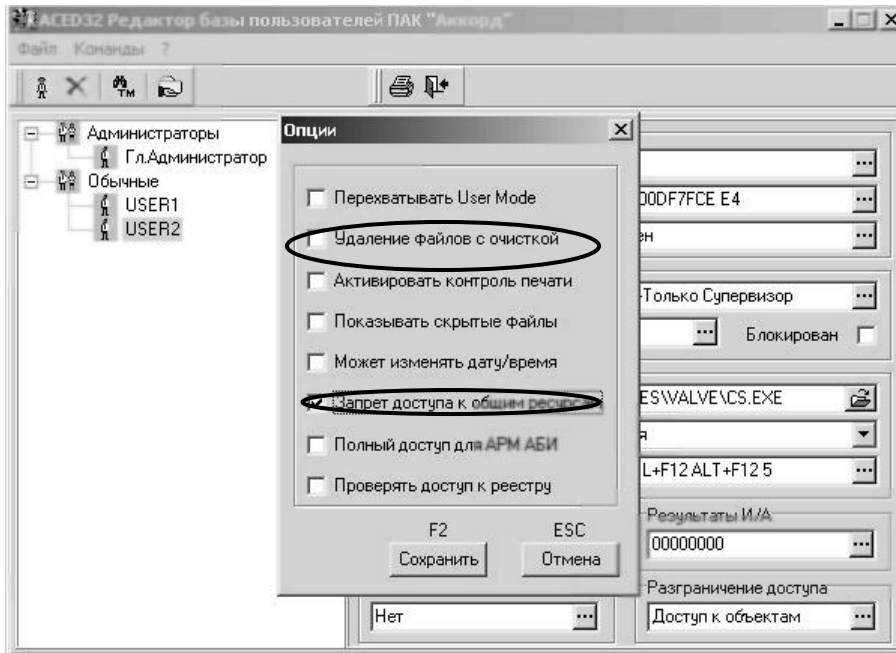 ACED32 Редактор базы пользователей ПАК "Аккорд"
Файл Команды ?
ТМ
Администраторы
Гл.Администратор
Обычные
USER1
USER2
Опции
Перехватывать User Mode
Удаление файлов с очисткой
Активировать контроль печати
Показывать скрытые файлы
Может изменять дату/время
Запрет доступа к общим ресурсам
Полный доступ для АРМ АБИ
Проверять доступ к реестру
F2 ESC
Сохранить Отмена
00DF7FCE E4
ен
-Только Супервизор
Блокирован
ES\VALVE\CS.EXE
я
L+F12 ALT+F12 5
Результаты И/А
00000000
Разграничение доступа
Нет
Доступ к объектам